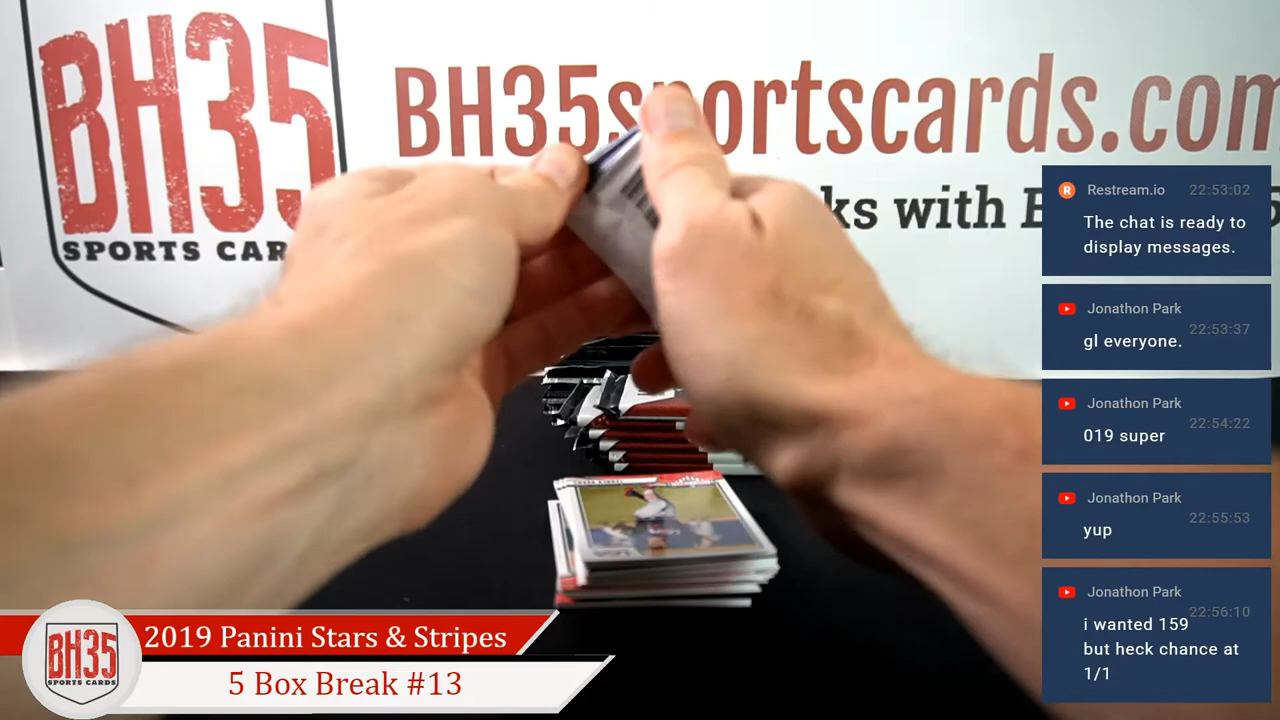 BH35
SPORTS CAR
BH35sportscards.com
ks with
Restream.io 22:53:02
The chat is ready to
display messages.
Jonathon Park
22:53:37
gl everyone.
Jonathon Park
22:54:22
019 super
Jonathon Park
22:55:53
yup
Jonathon Park
22:56:10
i wanted 159
but heck chance at
1/1
2019 Panini Stars & Stripes
5 Box Break #13
BH35
SPORTS CARDS